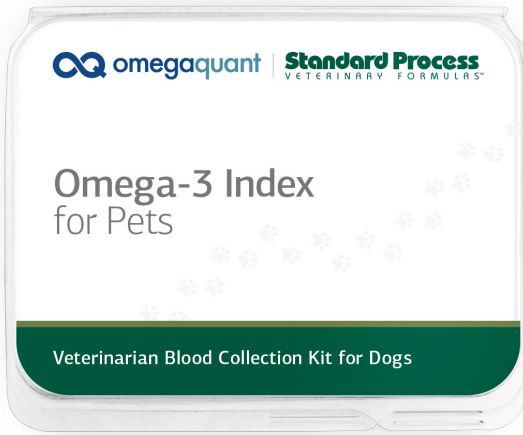 omegaquant
Standard Process
VETERINARY FORMULAS™
Omega-3 Index
for Pets
Veterinarian Blood Collection Kit for Dogs